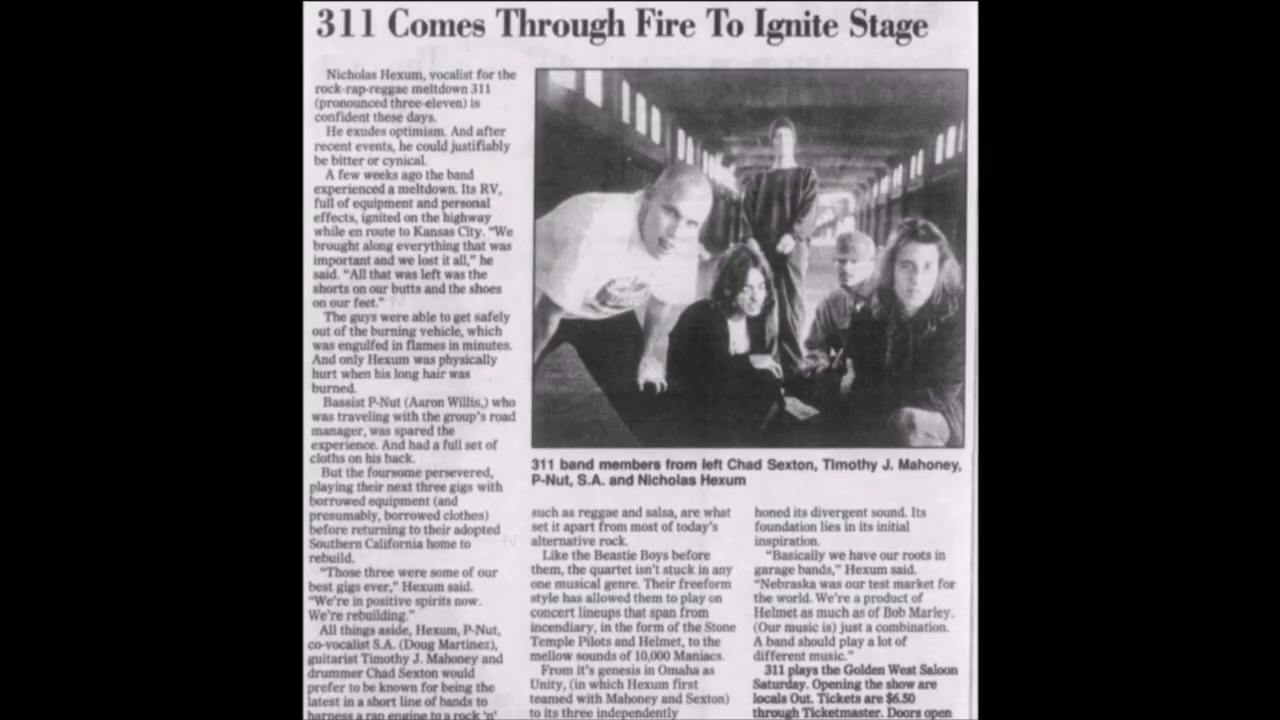 311 Comes Through Fire To Ignite Stage
Nicholas Hexum, vocalist for the
rock-rap-reggae meltdown 311
(pronounced three-eleven) is
confident these days.
He exudes optimism. And after
recent events, he could justifiably
be bitter or cynical.
A few weeks ago the band
experienced a meltdown. Its RV,
full of equipment and personal
effects, ignited on the highway
while en route to Kansas City. “We
brought along everything that was
important and we lost it all,” he
said. “All that was left was the
shorts on our butts and the shoes
on our feet.”
The guys were able to get safely
out of the burning vehicle, which
was engulfed in flames in minutes.
And only Hexum was physically
hurt when his long hair was
burned.
Bassist P-Nut (Aaron Willis,) who
was traveling with the group's road
manager, was spared the
experience. And had a full set of
cloths on his back.
But the foursome persevered,
playing their next three gigs with
borrowed equipment (and
presumably, borrowed clothes)
before returning to their adopted
Southern California home to
rebuild.
“Those three were some of our
best gigs ever,” Hexum said.
“We're in positive spirits now.
We're rebuilding.”
All things aside, Hexum, P-Nut,
co-vocalist S.A. (Doug Martinez),
guitarist Timothy J. Mahoney and
drummer Chad Sexton would
prefer to be known for being the
latest in a short line of bands to
harness a rap engine to a rock 'n'
311 band members from left Chad Sexton, Timothy J. Mahoney,
P-Nut, S.A. and Nicholas Hexum
such as reggae and salsa, are what
set it apart from most of today's
alternative rock.
Like the Beastie Boys before
them, the quartet isn't stuck in any
one musical genre. Their freeform
style has allowed them to play on
concert lineups that span from
incendiary, in the form of the Stone
Temple Pilots and Helmet, to the
mellow sounds of 10,000 Maniacs.
From it's genesis in Omaha as
Unity, (in which Hexum first
teamed with Mahoney and Sexton)
to its three independently
honed its divergent sound. Its
foundation lies in its initial
inspiration.
“Basically we have our roots in
garage bands,” Hexum said.
“Nebraska was our test market for
the world. We're a product of
Helmet as much as of Bob Marley.
(Our music is) just a combination.
A band should play a lot of
different music.”
311 plays the Golden West Saloon
Saturday. Opening the show are
locals Out. Tickets are $6.50
through Ticketmaster. Doors open